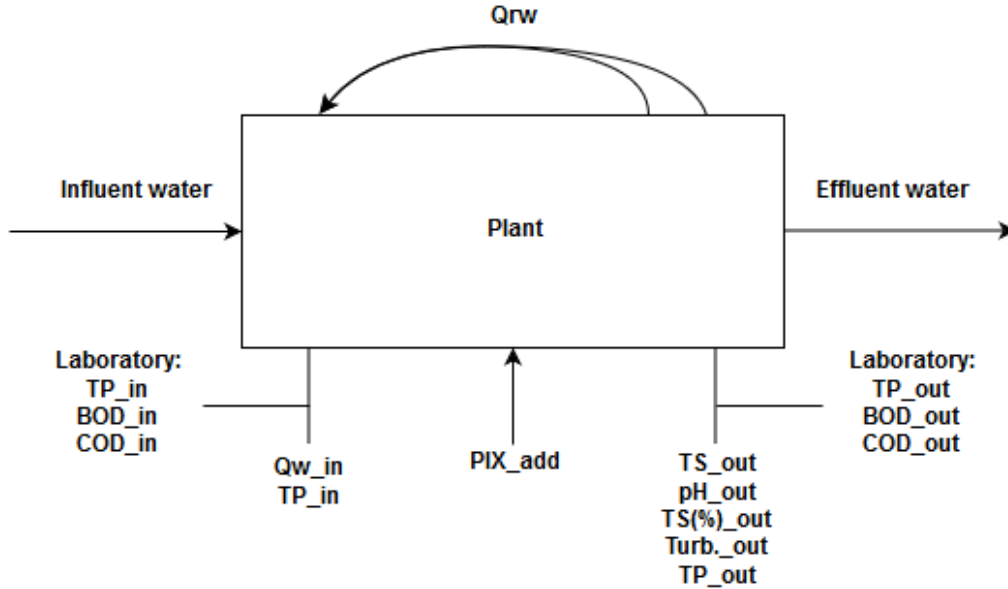 Qrw
Influent water
Effluent water
Plant
Laboratory:
TP_in
BOD_in
COD_in
Laboratory:
TP_out
BOD_out
COD_out
Qw_in
TP_in
PIX_add
TS_out
pH_out
TS(%)_out
Turb._out
TP_out